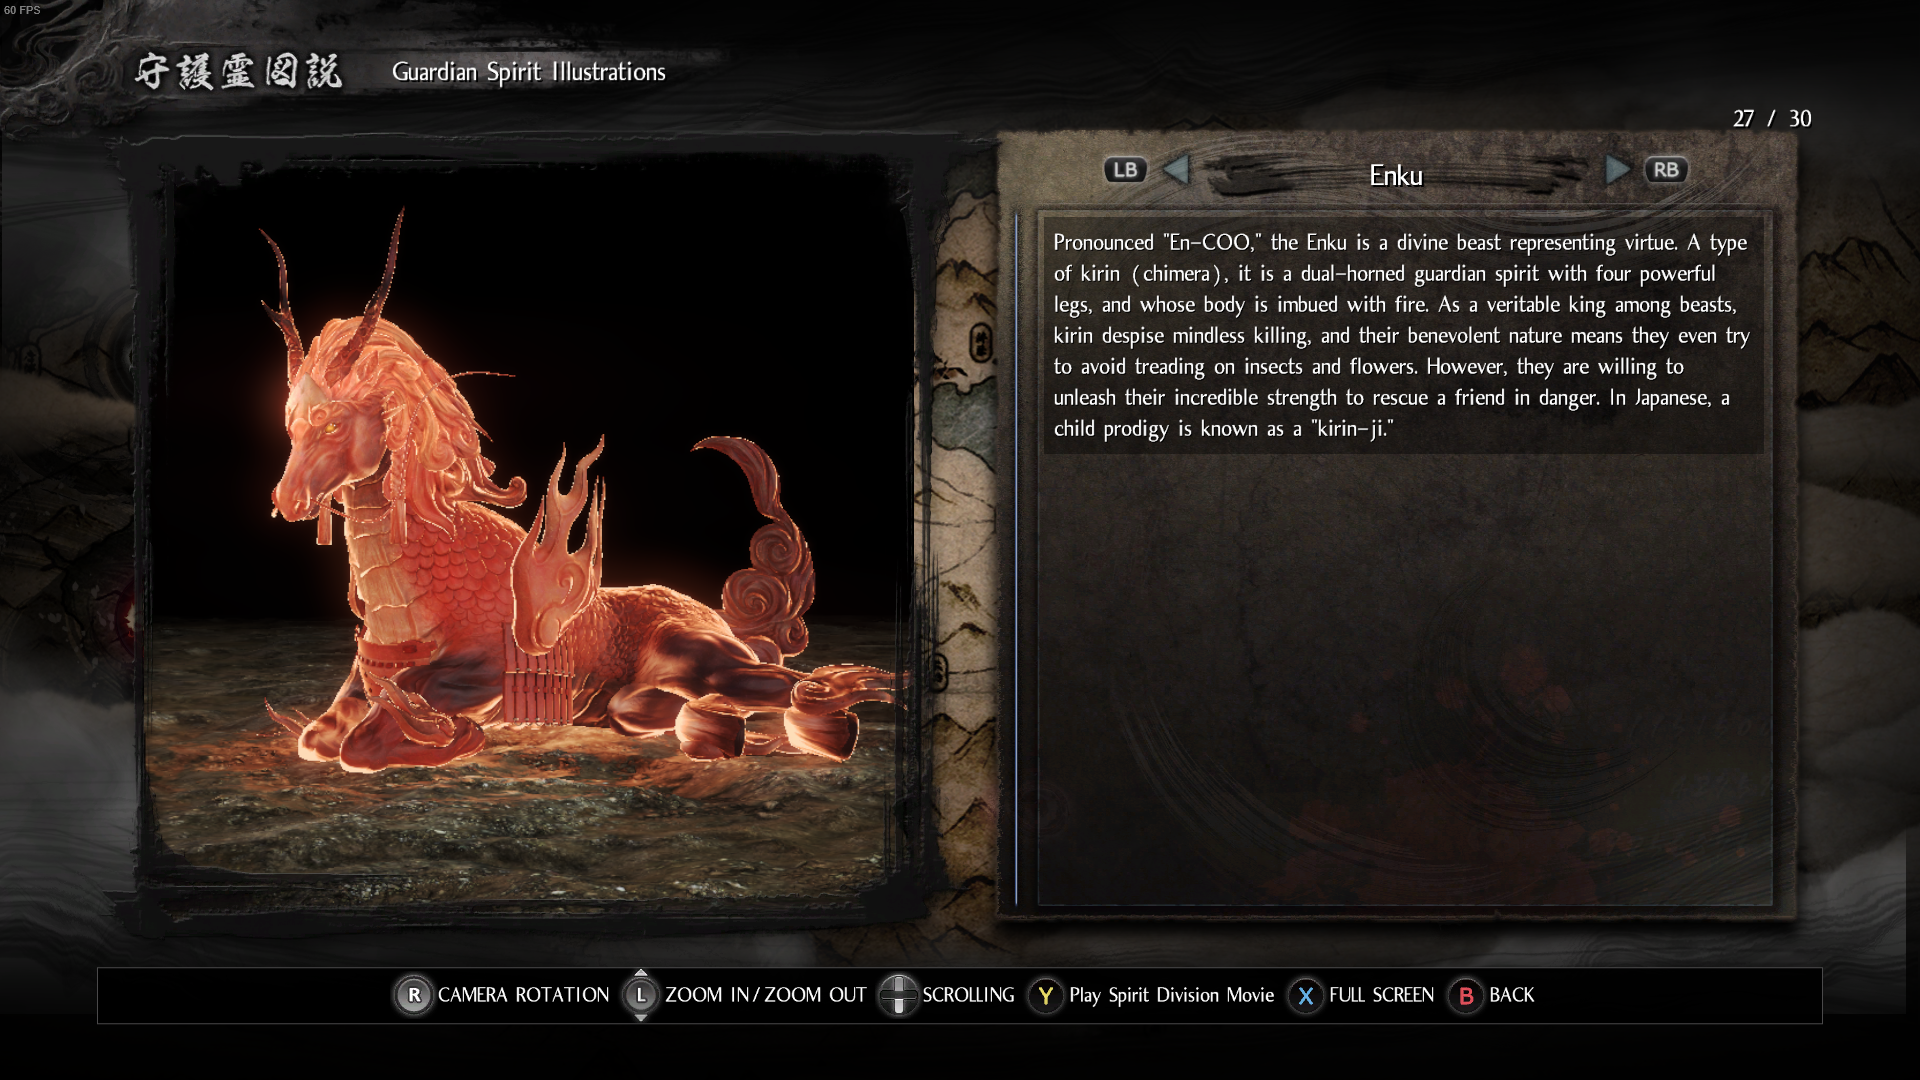 60 FPS
守護霊図説
Guardian Spirit Illustrations
27 / 30
LB
Enku
RB
Pronounced "En-COO," the Enku is a divine beast representing virtue. A type
of kirin (chimera), it is a dual-horned guardian spirit with four powerful
legs, and whose body is imbued with fire. As a veritable king among beasts,
kirin despise mindless killing, and their benevolent nature means they even try
to avoid treading on insects and flowers. However, they are willing to
unleash their incredible strength to rescue a friend in danger. In Japanese, a
child prodigy is known as a "kirin-ji."
R CAMERA ROTATION L ZOOM IN/ZOOM OUT SCROLLING Y Play Spirit Division Movie X FULL SCREEN B BACK